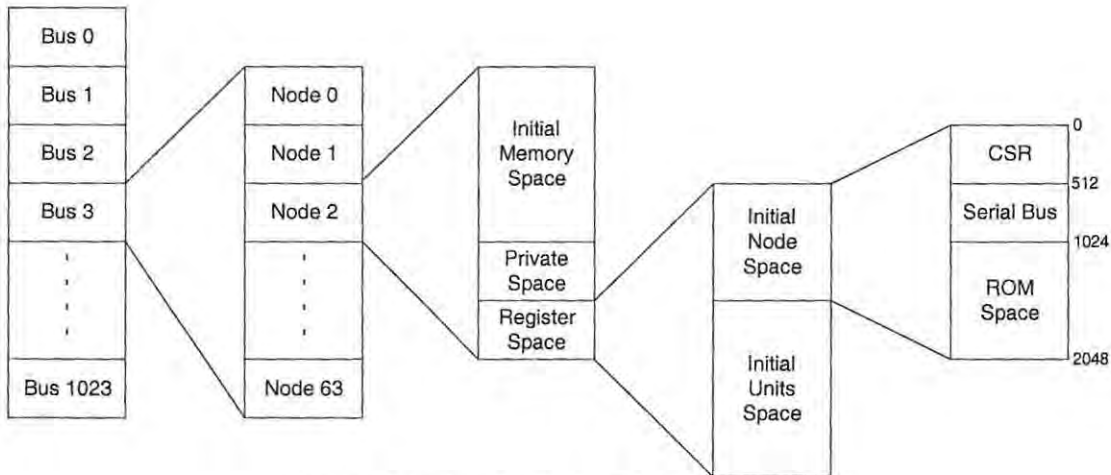 Bus 0
Bus 1
Bus 2
Bus 3
Bus 1023
Node 0
Node 1
Node 2
Node 63
Initial
Memory
Space
Private
Space
Register
Space
Initial
Node
Space
Initial
Units
Space
0
CSR
512
Serial Bus
1024
ROM
Space
2048